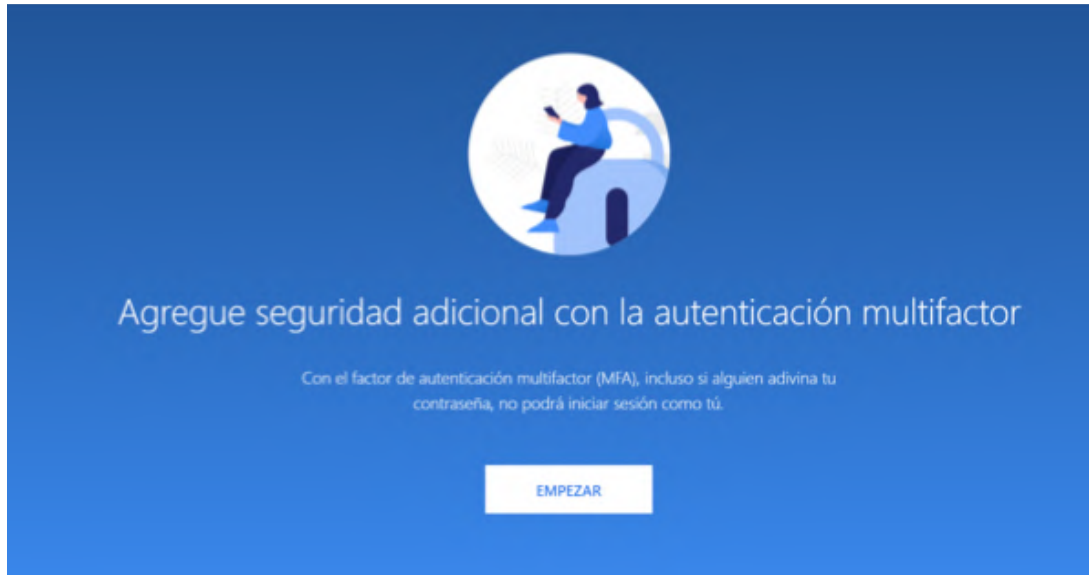 Agregue seguridad adicional con la autenticación multifactor
Con el factor de autenticación multifactor (MFA), incluso si alguien adivina tu
contraseña, no podrá iniciar sesión como tú.
EMPEZAR